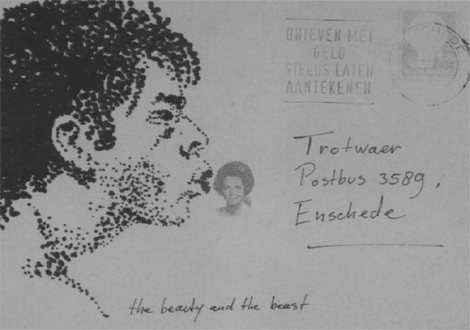 BRIEVEN MET
GELD
STEEDS LATEN
AANTEKENEN
Trotwaer
Postbus 3589,
Enschede
the beauty and the beast